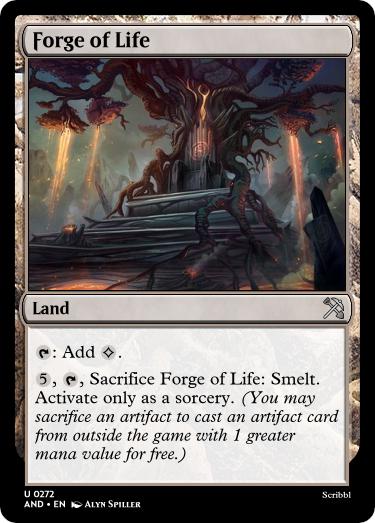 Forge of Life
Land
: Add .
5, , Sacrifice Forge of Life: Smelt.
Activate only as a sorcery. (You may
sacrifice an artifact to cast an artifact card
from outside the game with 1 greater
mana value for free.)
U 0272
AND • EN Alyn Spiller
Scribbl